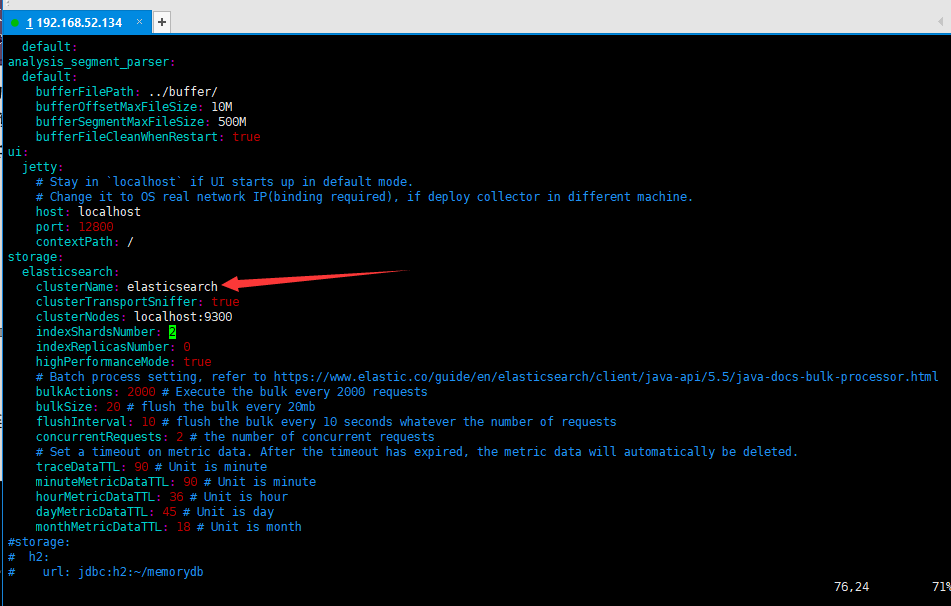 1 192.168.52.134 × +
  default:
analysis_segment_parser:
  default:
    bufferFilePath: ../buffer/
    bufferOffsetMaxFileSize: 10M
    bufferSegmentMaxFileSize: 500M
    bufferFileCleanWhenRestart: true
ui:
  jetty:
    # Stay in `localhost` if UI starts up in default mode.
    # Change it to OS real network IP(binding required), if deploy collector in different machine.
    host: localhost
    port: 12800
    contextPath: /
storage:
  elasticsearch:
    clusterName: elasticsearch
    clusterTransportSniffer: true
    clusterNodes: localhost:9300
    indexShardsNumber: 2
    indexReplicasNumber: 0
    highPerformanceMode: true
    # Batch process setting, refer to https://www.elastic.co/guide/en/elasticsearch/client/java-api/5.5/java-docs-bulk-processor.html
    bulkActions: 2000 # Execute the bulk every 2000 requests
    bulkSize: 20 # flush the bulk every 20mb
    flushInterval: 10 # flush the bulk every 10 seconds whatever the number of requests
    concurrentRequests: 2 # the number of concurrent requests
    # Set a timeout on metric data. After the timeout has expired, the metric data will automatically be deleted.
    traceDataTTL: 90 # Unit is minute
    minuteMetricDataTTL: 90 # Unit is minute
    hourMetricDataTTL: 36 # Unit is hour
    dayMetricDataTTL: 45 # Unit is day
    monthMetricDataTTL: 18 # Unit is month
#storage:
#  h2:
#    url: jdbc:h2:~/memorydb
76,24 71%